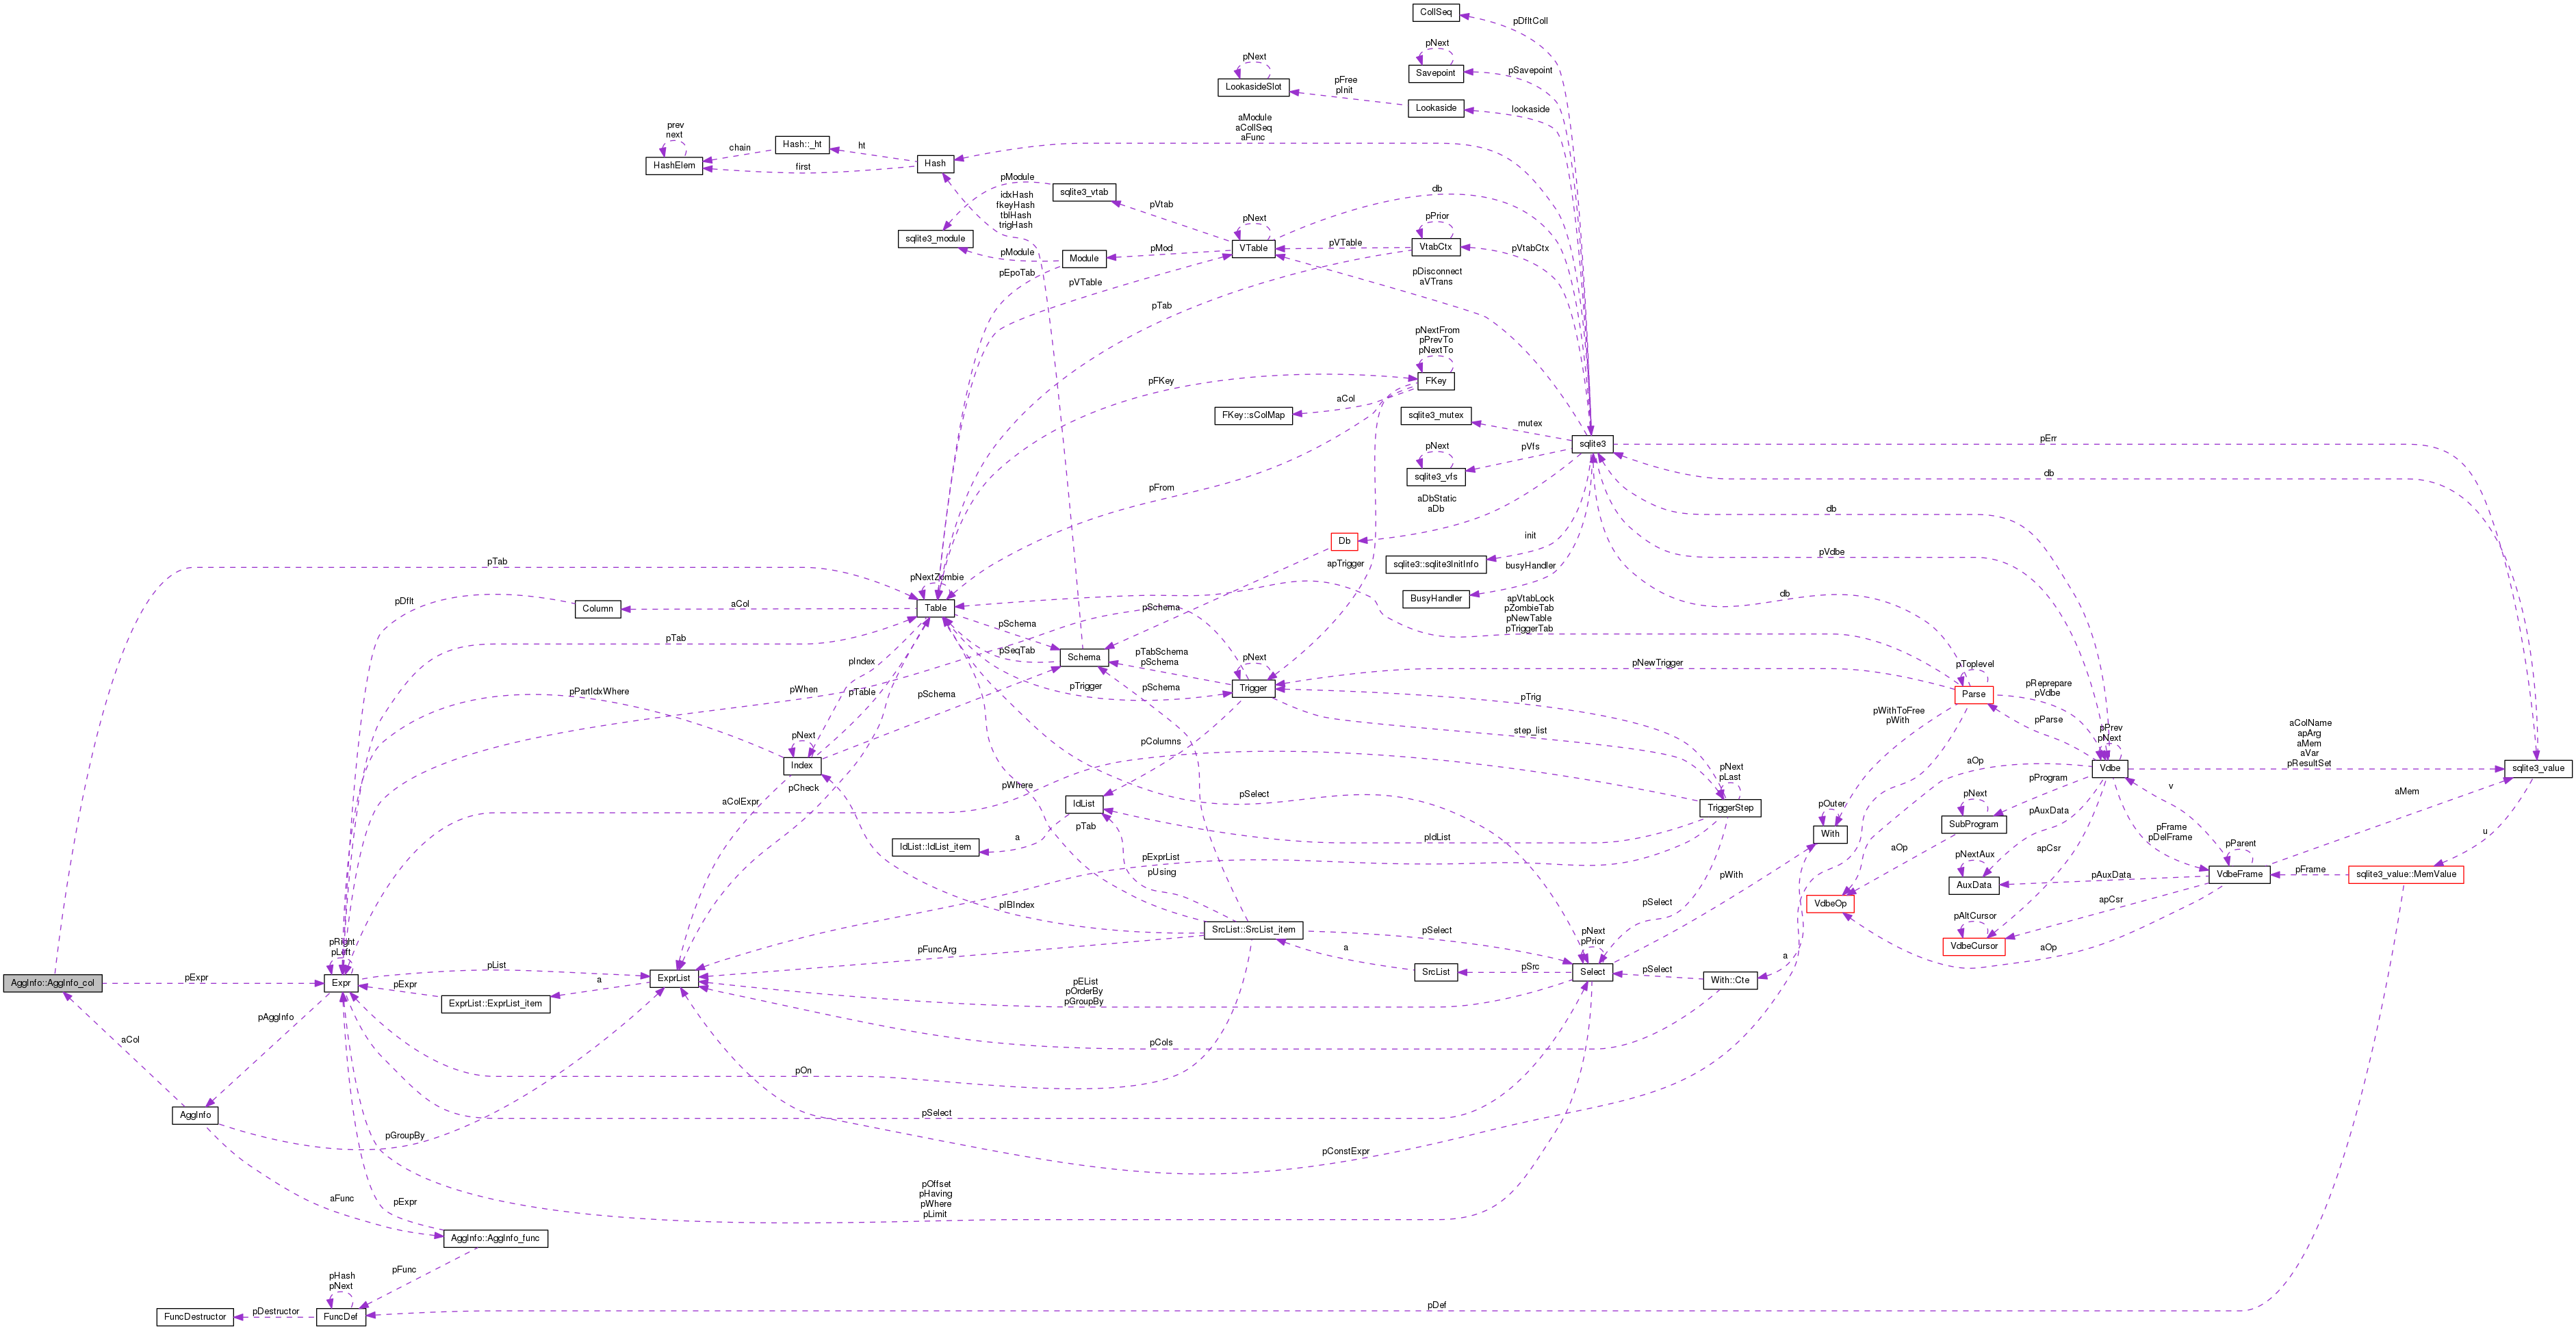 CollSeq
pDfltColl
pNext
Savepoint
pSavepoint
pNext
LookasideSlot
pFree
pInit
Lookaside
lookaside
aModule
aCollSeq
aFunc
prev
next
HashElem
chain
Hash::_ht
ht
first
Hash
pModule
sqlite3_vtab
idxHash
fkeyHash
tblHash
trigHash
pVtab
db
pNext
VTable
pPrior
VtabCtx
pVTable
pVtabCtx
sqlite3_module
pModule
Module
pMod
pEpoTab
pVTable
pDisconnect
aVTrans
pTab
pNextFrom
pPrevTo
pNextTo
FKey
pFKey
aCol
FKey::sColMap
sqlite3_mutex
mutex
sqlite3
pErr
pNext
sqlite3_vfs
pVfs
db
pFrom
aDbStatic
aDb
db
Db
init
pVdbe
sqlite3::sqlite3InitInfo
apTrigger
busyHandler
pTab
pNextZombie
BusyHandler
db
apVtabLock
pZombieTab
pNewTable
pTriggerTab
pDflt
Column
aCol
Table
pSchema
pSchema
pTab
pSeqTab
Schema
pIndex
pTabSchema
pSchema
pNext
Trigger
pNewTrigger
pToplevel
Parse
pReprepare
pVdbe
pPartIdxWhere
pWhen
pTable
pSchema
pTrigger
pSchema
pTrig
pWithToFree
pWith
pParse
pPrev
pNext
Vdbe
aColName
apArg
aMem
aVar
pResultSet
sqlite3_value
pNext
Index
pColumns
step_list
pNext
pLast
TriggerStep
aOp
pProgram
pNext
SubProgram
v
aMem
u
pCheck
pWhere
aColExpr
IdList
pSelect
pOuter
With
pAuxData
pFrame
pDelFrame
pTab
pIdList
IdList::IdList_item
a
pExprList
pUsing
aOp
apCsr
pNextAux
AuxData
pParent
VdbeFrame
pAuxData
pFrame
sqlite3_value::MemValue
pWith
pIBIndex
pSelect
VdbeOp
apCsr
pAltCursor
VdbeCursor
aOp
SrcList::SrcList_item
pFuncArg
pSelect
pNext
pPrior
Select
a
pRight
pLeft
Expr
pList
ExprList
a
SrcList
pSrc
pSelect
With::Cte
a
AggInfo::AggInfo_col
pExpr
pExpr
ExprList::ExprList_item
pEList
pOrderBy
pGroupBy
pAggInfo
aCol
pCols
pOn
AggInfo
pSelect
pGroupBy
pConstExpr
aFunc
pExpr
pOffset
pHaving
pWhere
pLimit
AggInfo::AggInfo_func
pFunc
pHash
pNext
FuncDef
pDestructor
FuncDestructor
pDef